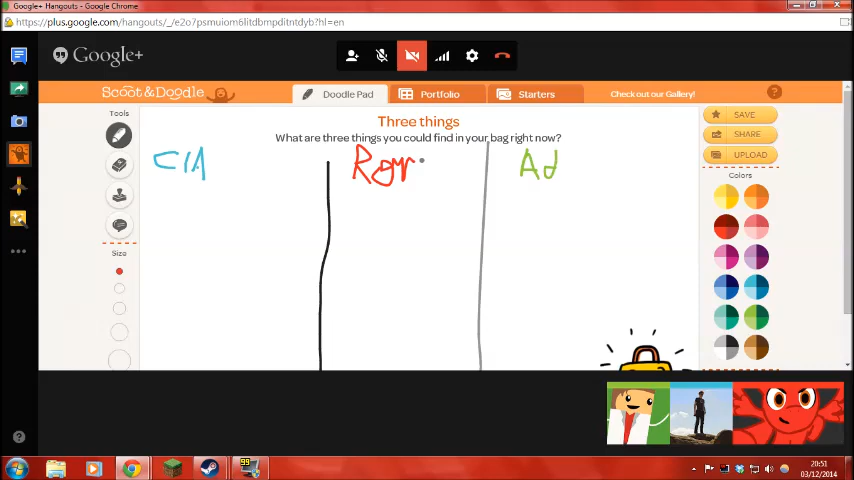 Google+ Hangouts - Google Chrome
https://plus.google.com/hangouts/_/e2o7psmuiom6litdbmpditntdyb?hl=en
Google+
Scoot & Doodle
Doodle Pad
Portfolio
Starters
Check out our Gallery!
?
Tools
Three things
What are three things you could find in your bag right now?
SAVE
SHARE
UPLOAD
Colors
Ad
Size
99
20:51
03/12/2014